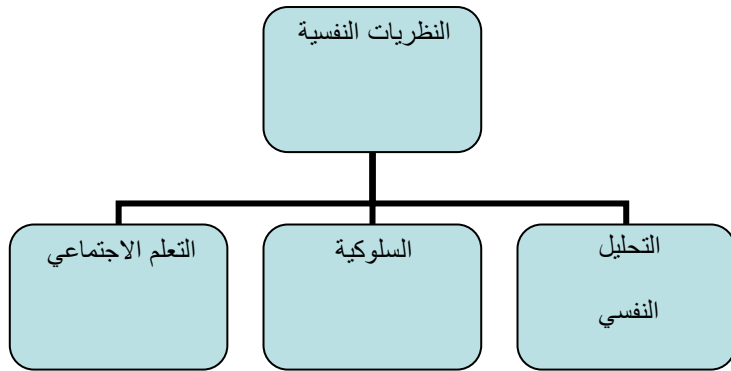 النظريات النفسية
التحليل
النفسي
السلوكية
التعلم الاجتماعي